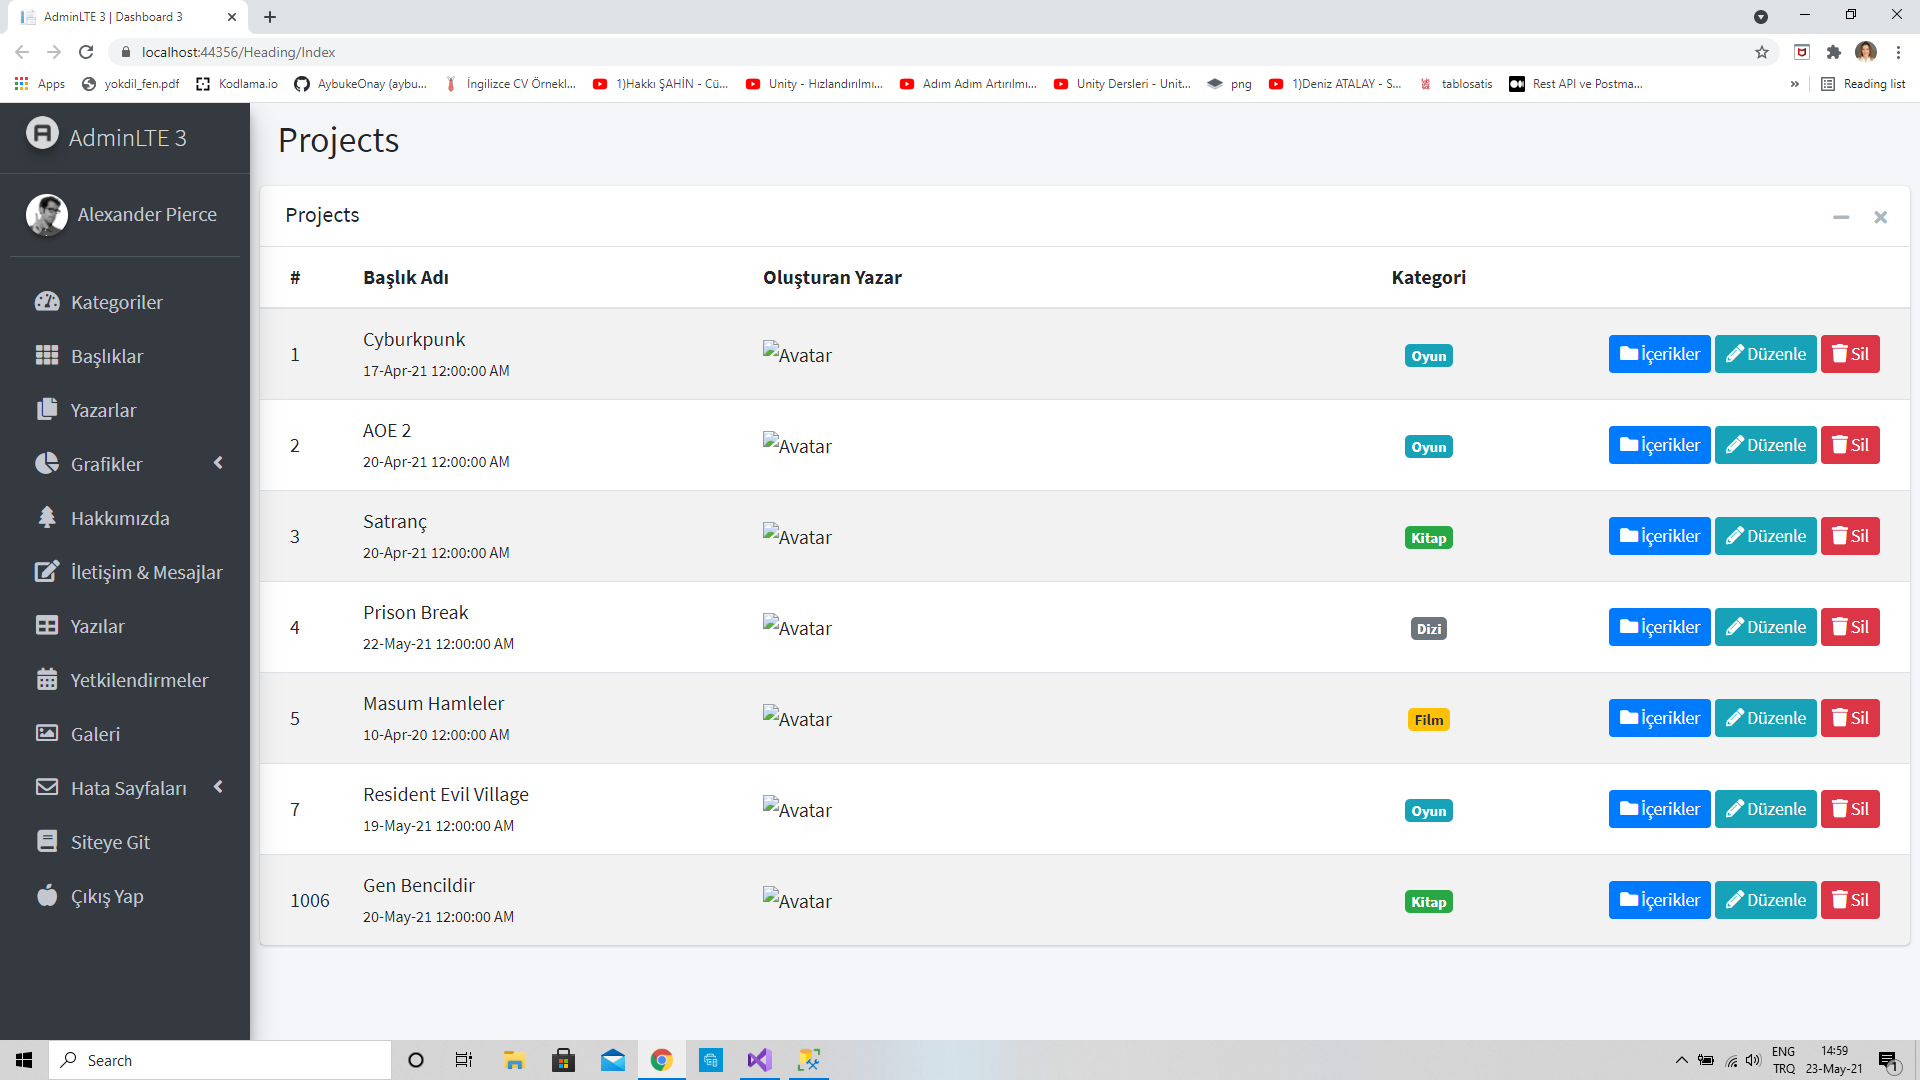 AdminLTE 3 | Dashboard 3
localhost:44356/Heading/Index
Apps
yokdil_fen.pdf
Kodlama.io
AybukeOnay (aybu...
İngilizce CV Örnekl...
1)Hakkı ŞAHİN - Cü...
Unity - Hızlandırılmı...
Adım Adım Artırılmı...
Unity Dersleri - Unit...
png
1)Deniz ATALAY - S...
tablosatis
Rest API ve Postma...
»
Reading list
AdminLTE 3
Alexander Pierce
Kategoriler
Başlıklar
Yazarlar
Grafikler
Hakkımızda
İletişim & Mesajlar
Yazılar
Yetkilendirmeler
Galeri
Hata Sayfaları
Siteye Git
Çıkış Yap
Projects
Projects
# Başlık Adı Oluşturan Yazar Kategori
1 Cyburkpunk Avatar Oyun İçerikler Düzenle Sil
17-Apr-21 12:00:00 AM
2 AOE 2 Avatar Oyun İçerikler Düzenle Sil
20-Apr-21 12:00:00 AM
3 Satranç Avatar Kitap İçerikler Düzenle Sil
20-Apr-21 12:00:00 AM
4 Prison Break Avatar Dizi İçerikler Düzenle Sil
22-May-21 12:00:00 AM
5 Masum Hamleler Avatar Film İçerikler Düzenle Sil
10-Apr-20 12:00:00 AM
7 Resident Evil Village Avatar Oyun İçerikler Düzenle Sil
19-May-21 12:00:00 AM
1006 Gen Bencildir Avatar Kitap İçerikler Düzenle Sil
20-May-21 12:00:00 AM
Search
ENG
TRQ
14:59
23-May-21
1